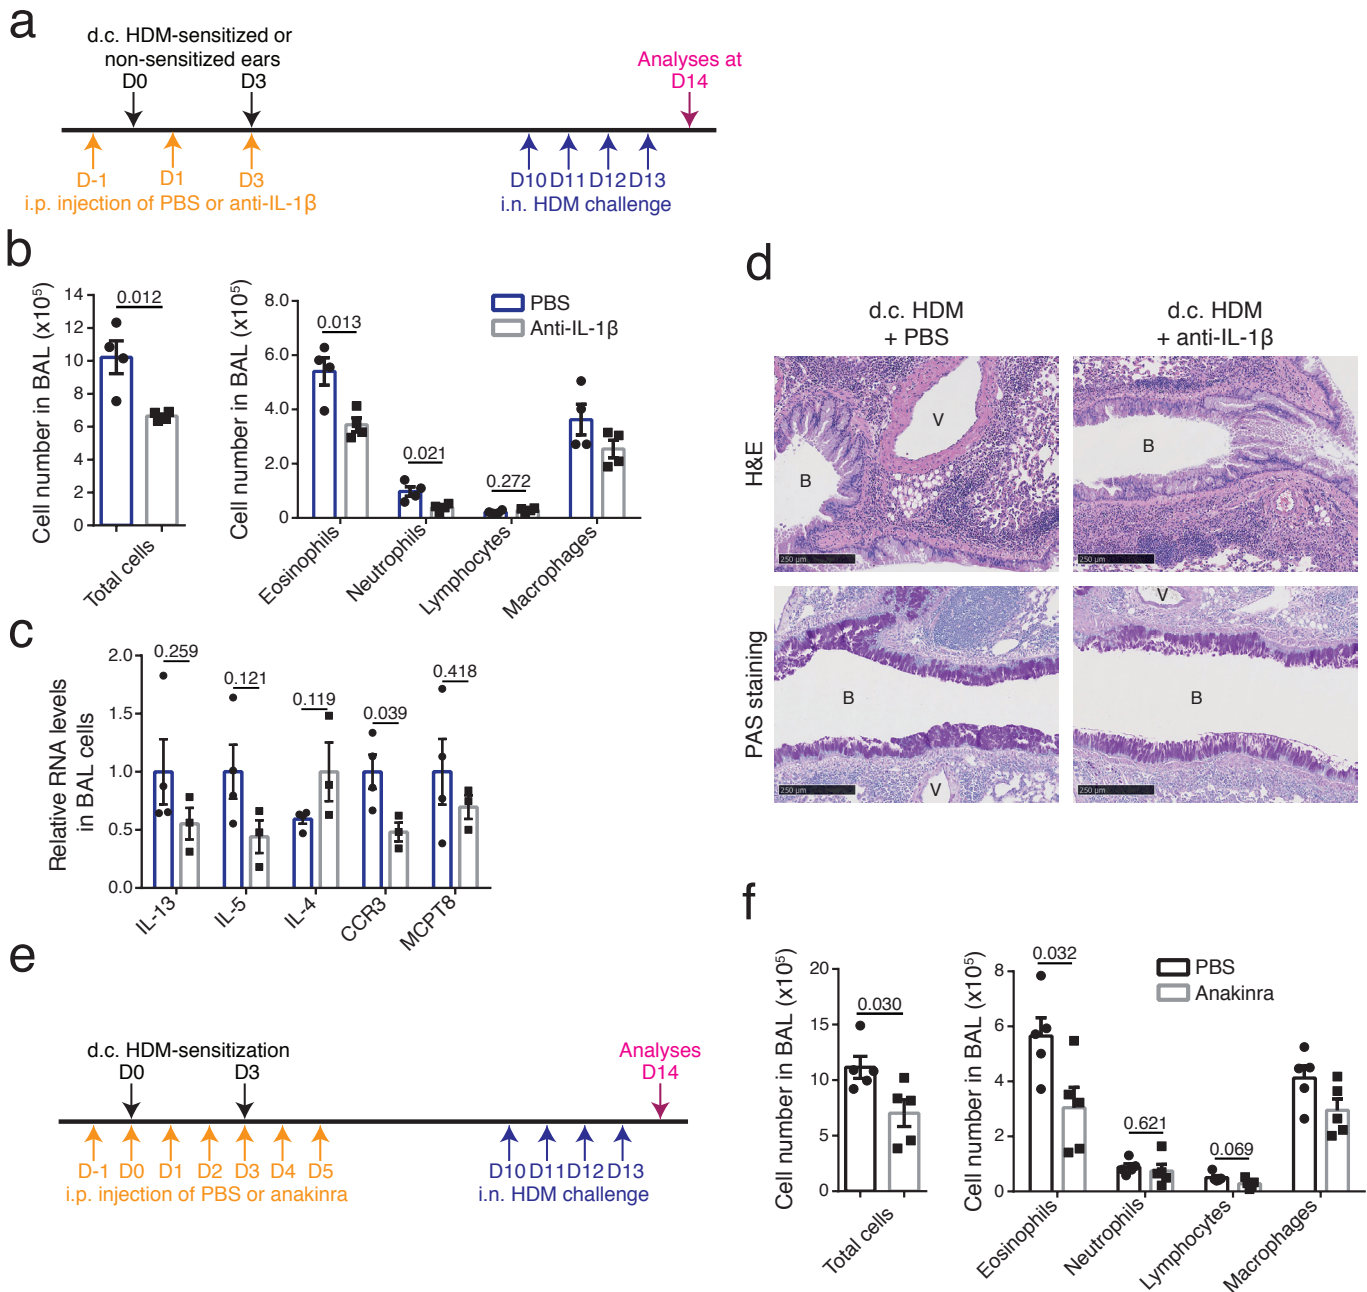 a
d.c. HDM-sensitized or
non-sensitized ears
D0
D3
Analyses at
D14
D-1
D1
D3
i.p. injection of PBS or anti-IL-1β
D10 D11 D12 D13
i.n. HDM challenge
b
Cell number in BAL (x10⁵)
14
12
10
8
6
4
2
0
0.012
Total cells
Cell number in BAL (x10⁵)
8.0
6.0
4.0
2.0
0
0.013
0.021
0.272
PBS
Anti-IL-1β
Eosinophils
Neutrophils
Lymphocytes
Macrophages
c
Relative RNA levels
in BAL cells
2.0
1.5
1.0
0.5
0.0
0.259
0.121
0.119
0.039
0.418
IL-13
IL-5
IL-4
CCR3
MCPT8
d
d.c. HDM
+ PBS
d.c. HDM
+ anti-IL-1β
H&E
B
V
250 µm
B
250 µm
PAS staining
B
V
250 µm
V
B
250 µm
e
d.c. HDM-sensitization
D0
D3
Analyses
D14
D-1 D0 D1 D2 D3 D4 D5
i.p. injection of PBS or anakinra
D10 D11 D12 D13
i.n. HDM challenge
f
Cell number in BAL (x10⁵)
20
15
10
5
0
0.030
Total cells
Cell number in BAL (x10⁵)
8
6
4
2
0
0.032
0.621
0.069
PBS
Anakinra
Eosinophils
Neutrophils
Lymphocytes
Macrophages